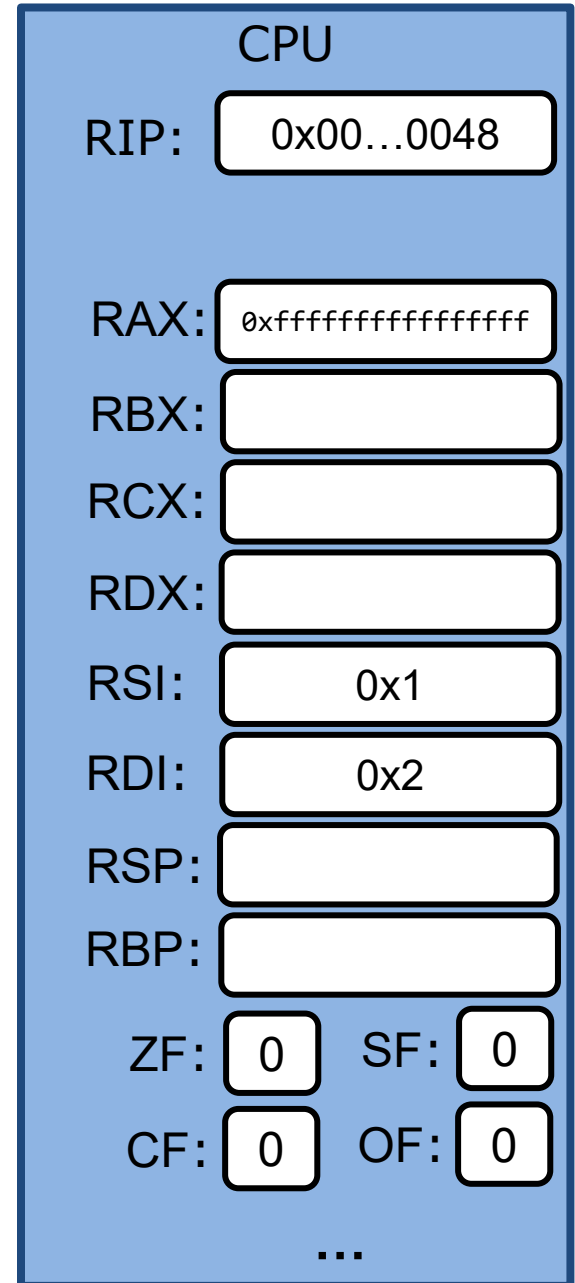 CPU
RIP: 0x00...0048
RAX: 0xffffffffffffffff
RBX:
RCX:
RDX:
RSI: 0x1
RDI: 0x2
RSP:
RBP:
ZF: 0 SF: 0
CF: 0 OF: 0
...